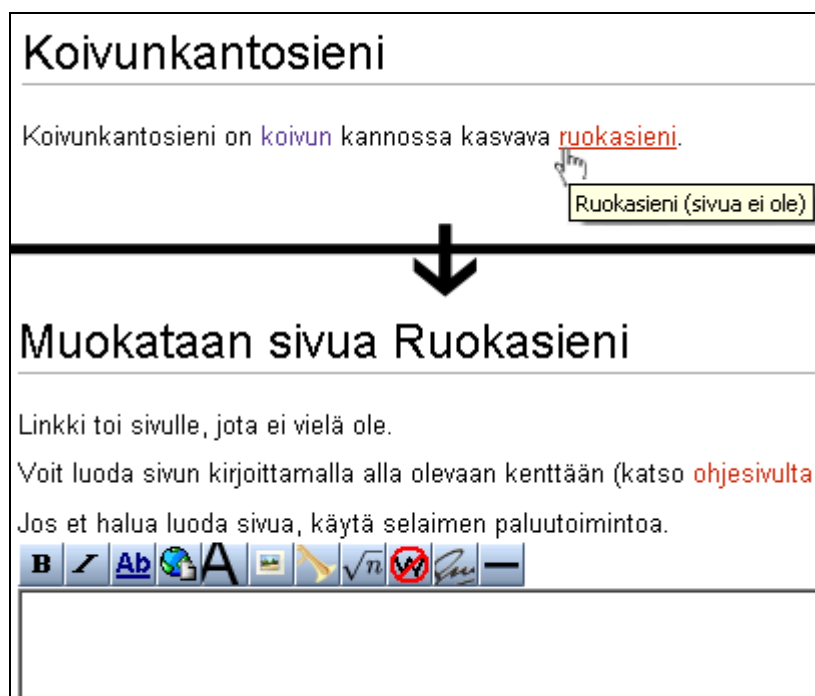 Koivunkantosieni
Koivunkantosieni on koivun kannossa kasvava ruokasieni.
Ruokasieni (sivua ei ole)
Muokataan sivua Ruokasieni
Linkki toi sivulle, jota ei vielä ole.
Voit luoda sivun kirjoittamalla alla olevaan kenttään (katso ohjesivulta
Jos et halua luoda sivua, käytä selaimen paluutoimintoa.
B I Ab A √n W